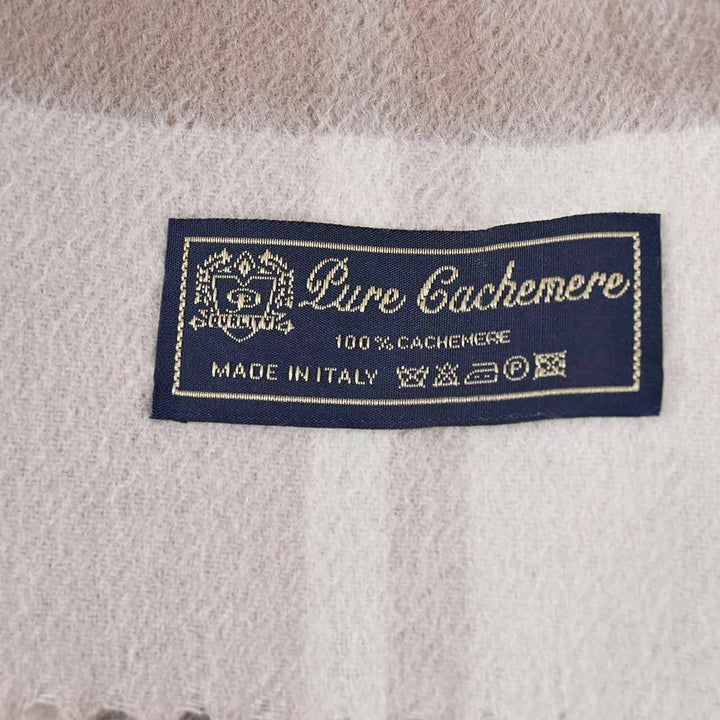 Pure Cachemere
100% CACHEMERE
MADE IN ITALY P